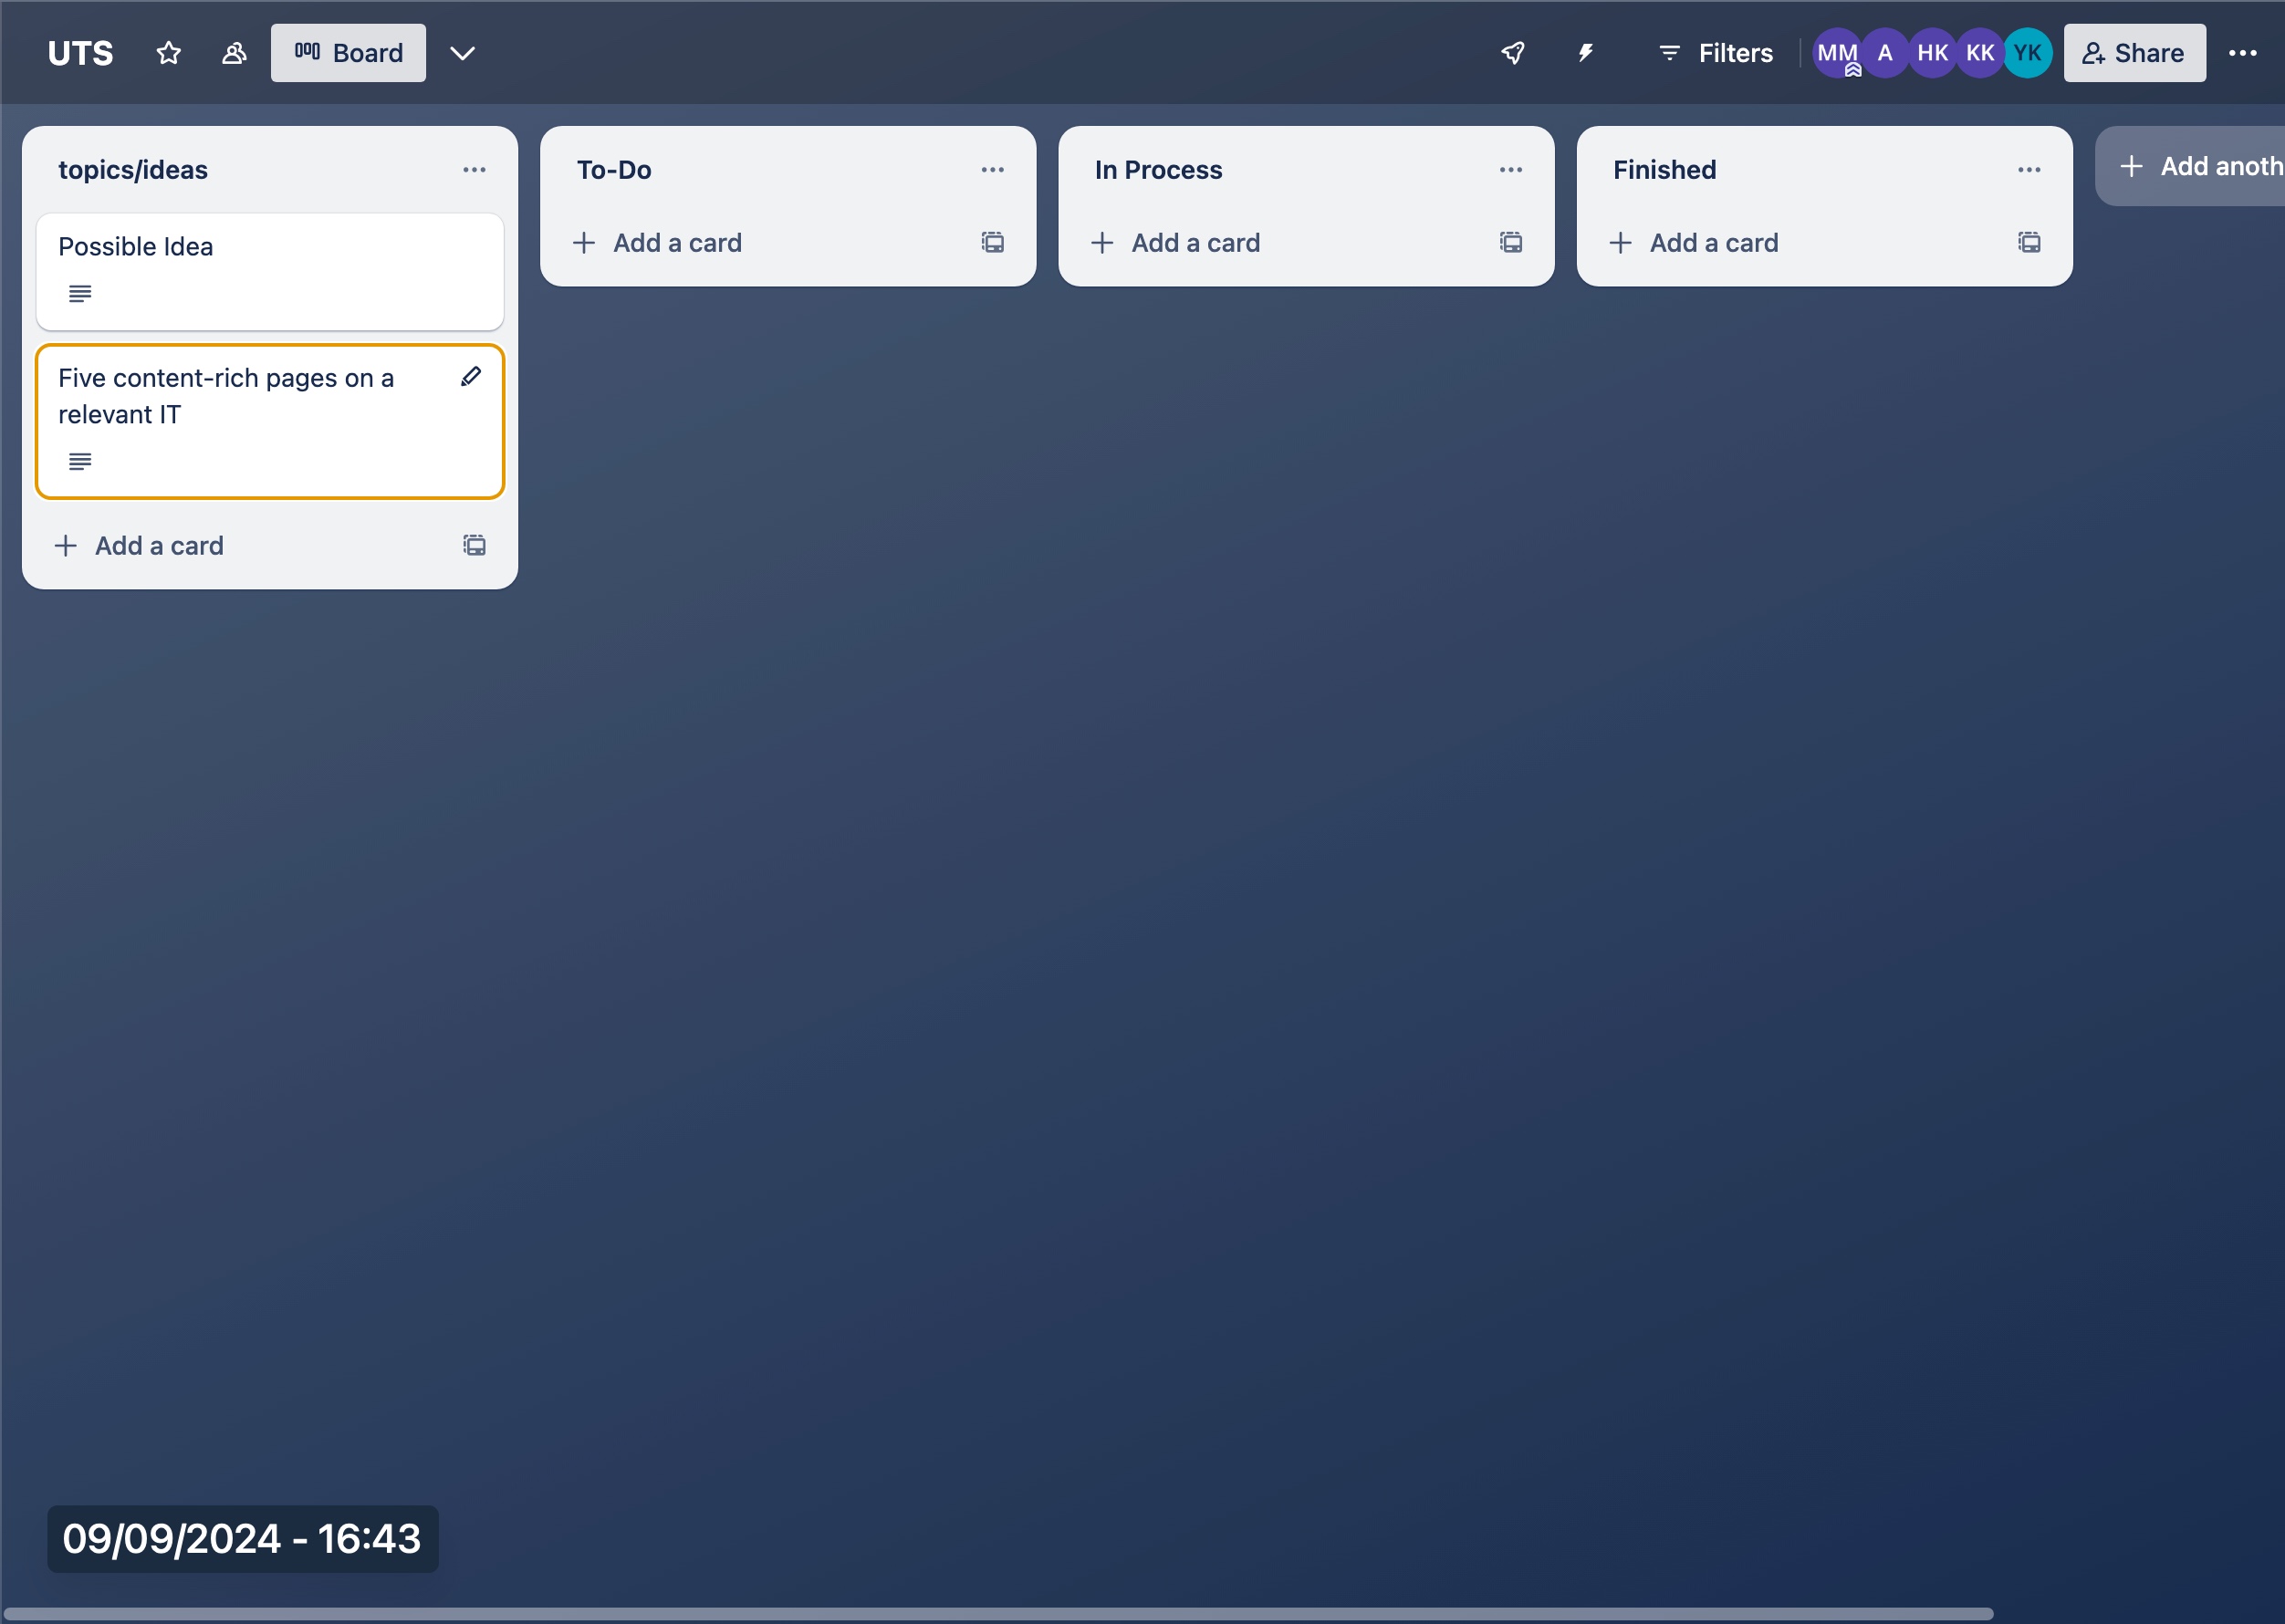 UTS
Board
Filters
MM
A
HK
KK
YK
Share
topics/ideas
Possible Idea
Five content-rich pages on a
relevant IT
Add a card
To-Do
Add a card
In Process
Add a card
Finished
Add a card
Add anoth
09/09/2024 - 16:43